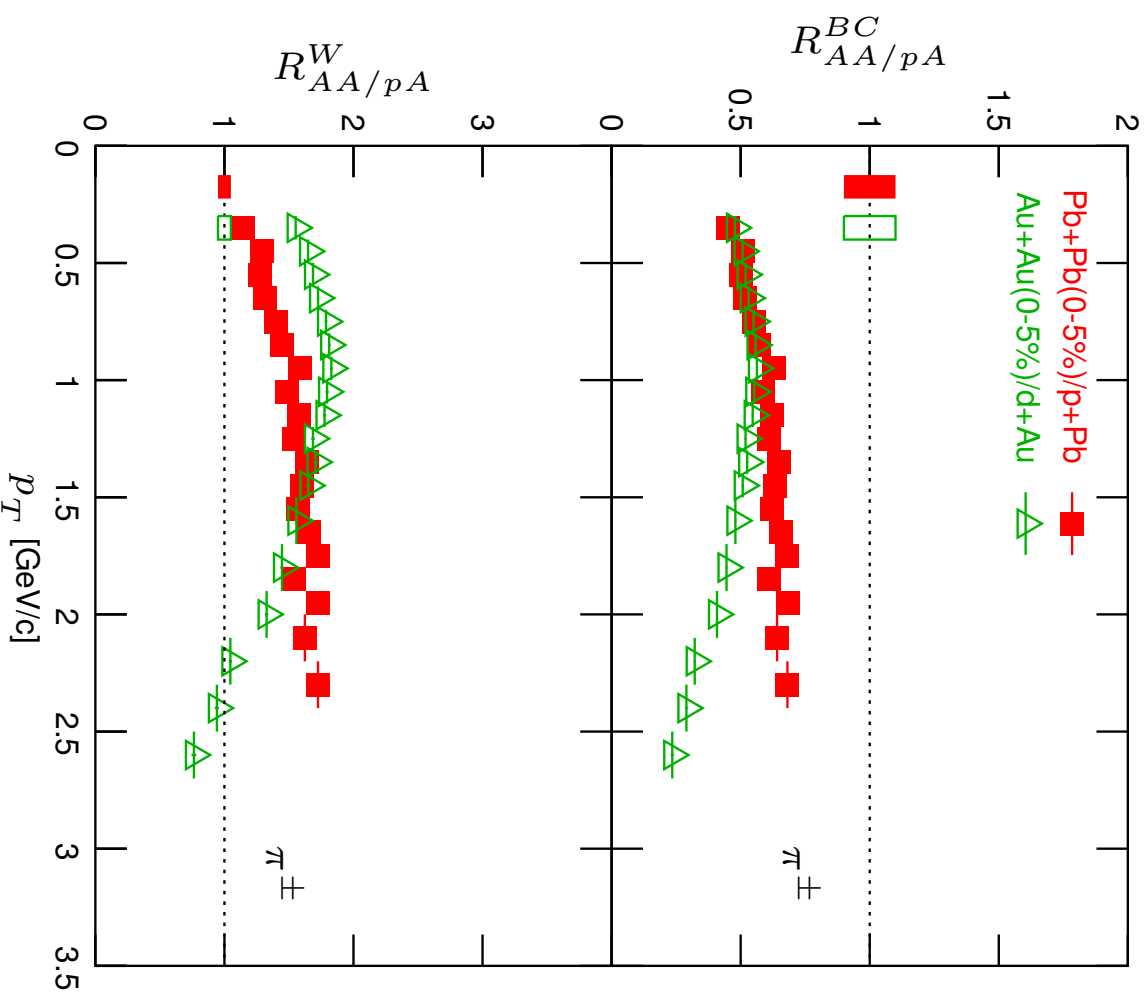 Pb+Pb(0-5%)/p+Pb
Au+Au(0-5%)/d+Au
R^{BC}_{AA/pA}
2
1.5
1
0.5
0
π^±
R^W_{AA/pA}
3
2
1
0
π^±
0 0.5 1 1.5 2 2.5 3 3.5
p_T [GeV/c]